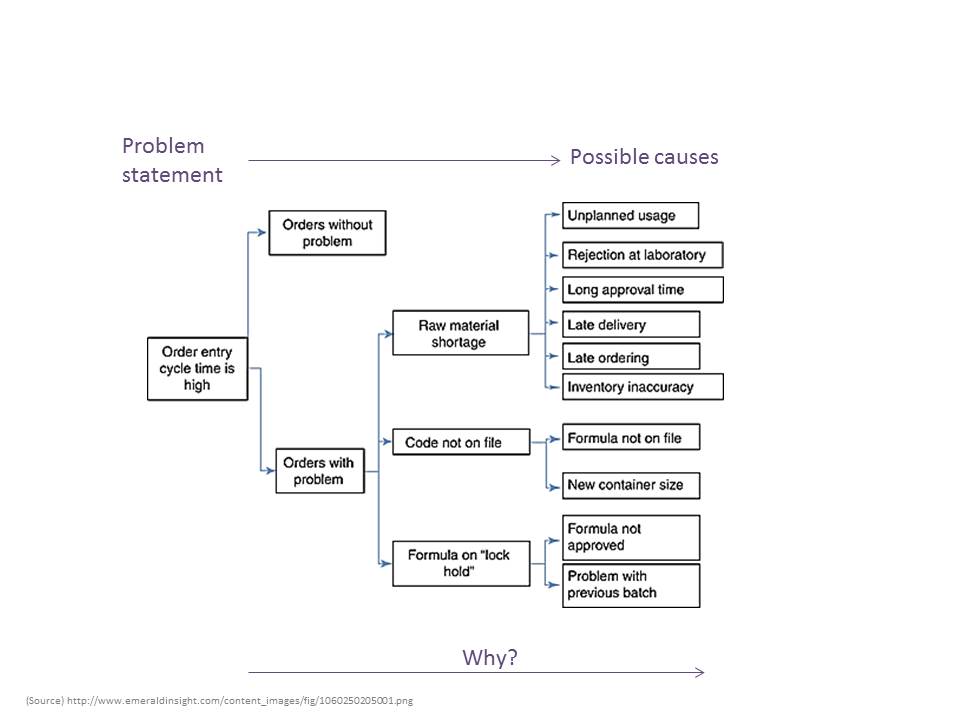 Problem
statement
Possible causes
Orders without
problem
Order entry
cycle time is
high
Orders with
problem
Raw material
shortage
Code not on file
Formula on “lock
hold”
Unplanned usage
Rejection at laboratory
Long approval time
Late delivery
Late ordering
Inventory inaccuracy
Formula not on file
New container size
Formula not
approved
Problem with
previous batch
Why?
(Source) http://www.emeraldinsight.com/content_images/fig/1060250205001.png